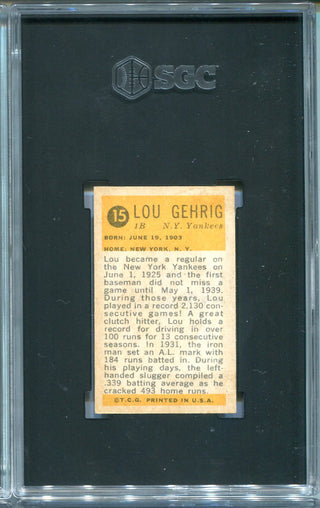 SGC
15 LOU GEHRIG
1B N.Y. Yankees
BORN: JUNE 19, 1903
HOME: NEW YORK, N. Y.
Lou became a regular on
the New York Yankees on
June 1, 1925 and the first
baseman did not miss a
game until May 1, 1939.
During those years, Lou
played in a record 2,130 con-
secutive games! A great
clutch hitter, Lou holds a
record for driving in over
100 runs for 13 consecutive
seasons. In 1931, the iron
man set an A.L. mark with
184 runs batted in. During
his playing days, the left-
handed slugger compiled a
.339 batting average as he
cracked 493 home runs.
©T.C.G. PRINTED IN U.S.A.